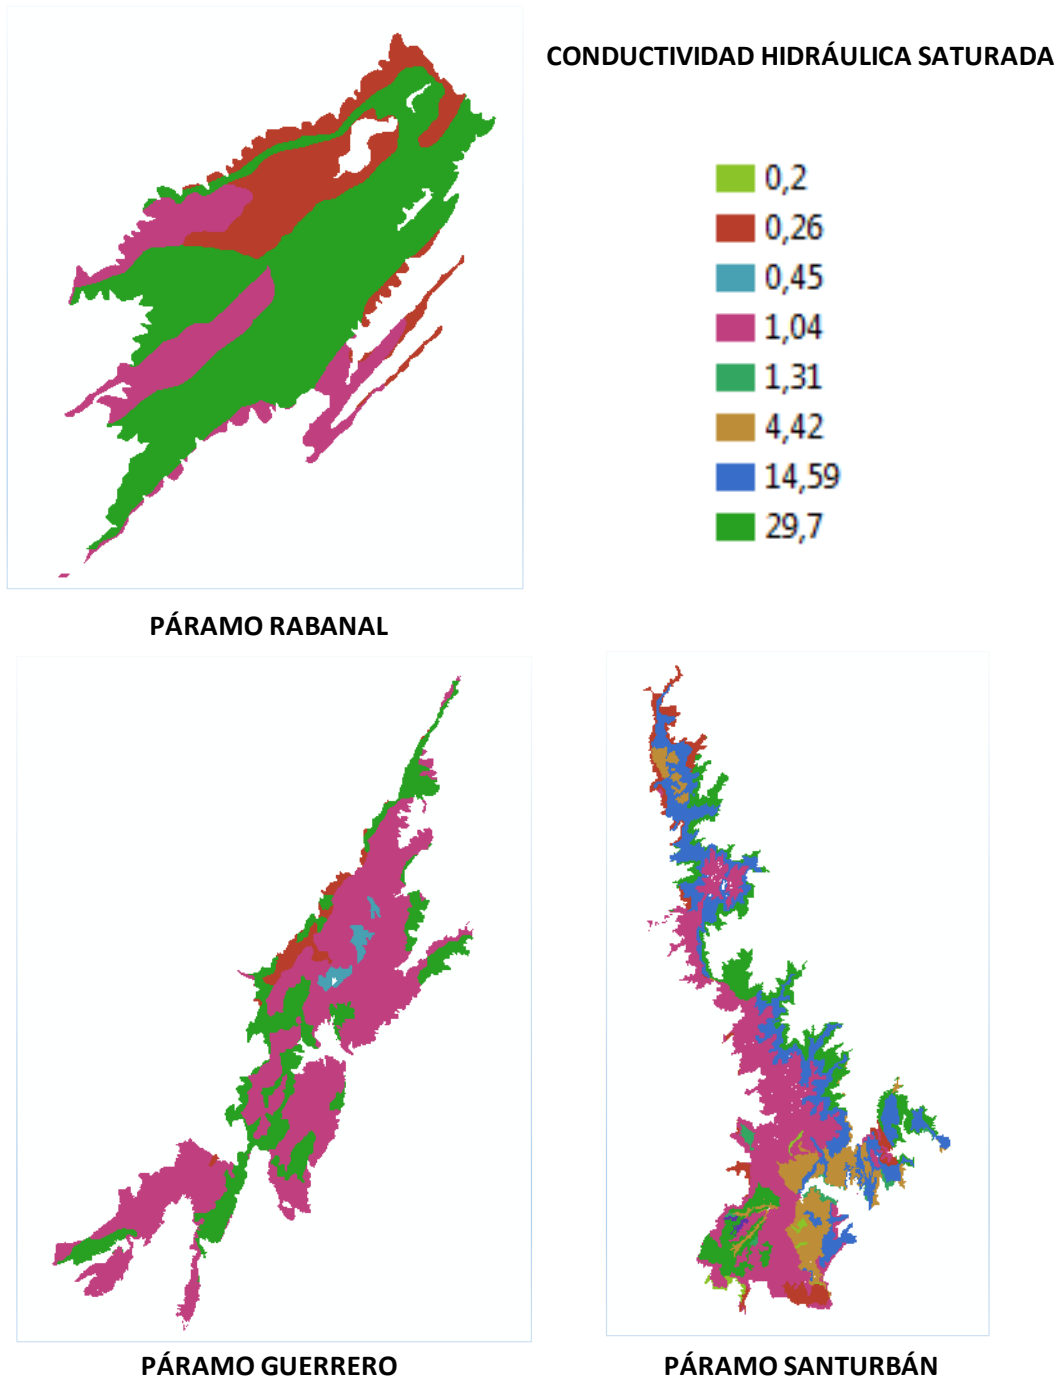 CONDUCTIVIDAD HIDRÁULICA SATURADA
0,2
0,26
0,45
1,04
1,31
4,42
14,59
29,7
PÁRAMO RABANAL
PÁRAMO GUERRERO
PÁRAMO SANTURBÁN